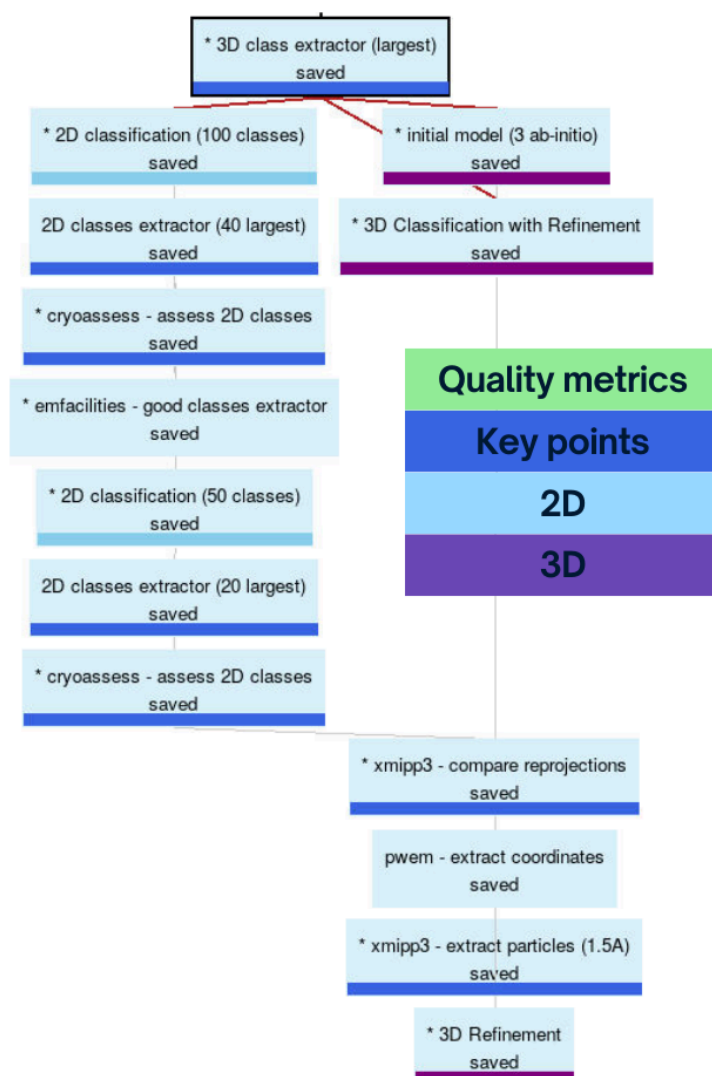 * 3D class extractor (largest)
saved
* 2D classification (100 classes)
saved
* initial model (3 ab-initio)
saved
2D classes extractor (40 largest)
saved
* 3D Classification with Refinement
saved
* cryoassess - assess 2D classes
saved
* emfacilities - good classes extractor
saved
* 2D classification (50 classes)
saved
2D classes extractor (20 largest)
saved
* cryoassess - assess 2D classes
saved
Quality metrics
Key points
2D
3D
* xmipp3 - compare reprojections
saved
pwem - extract coordinates
saved
* xmipp3 - extract particles (1.5A)
saved
* 3D Refinement
saved